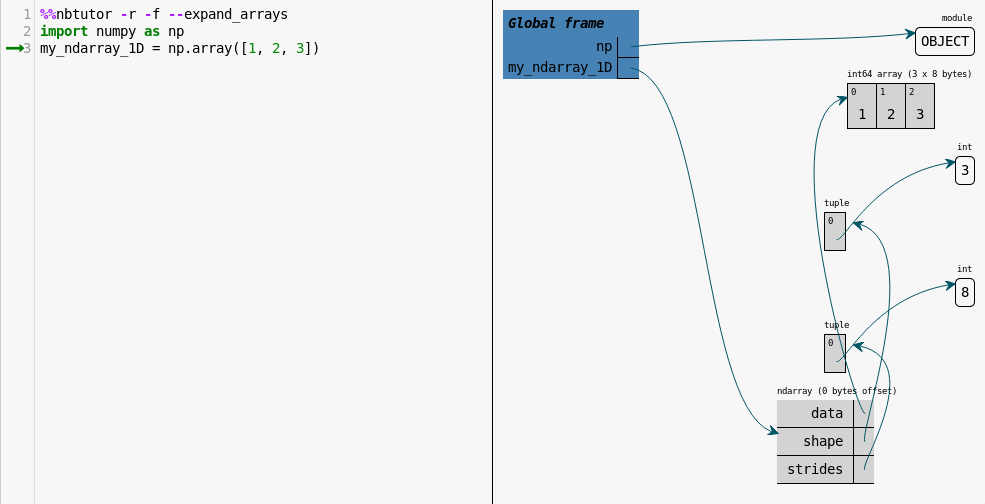 1 %%nbtutor -r -f --expand_arrays
2 import numpy as np
3 my_ndarray_1D = np.array([1, 2, 3])
Global frame
np
my_ndarray_1D
module
OBJECT
int64 array (3 x 8 bytes)
0 1 2
1 2 3
int
3
tuple
0
int
8
tuple
0
ndarray (0 bytes offset)
data
shape
strides